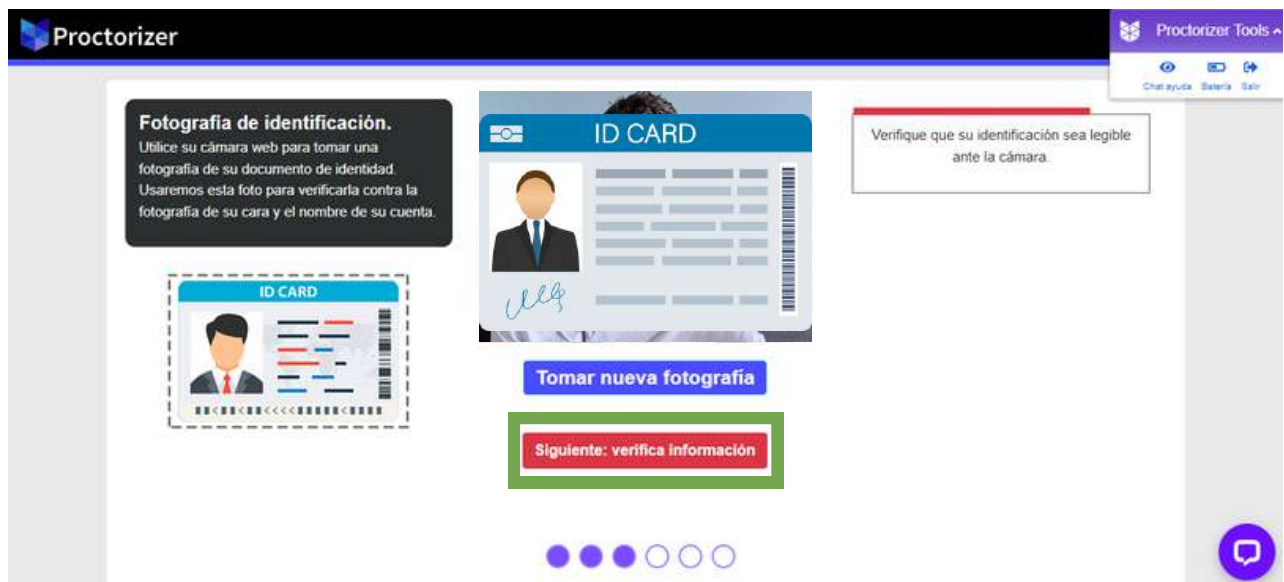 Proctorizer
Proctorizer Tools
Chat ayuda Batería Salir
Fotografía de identificación.
Utilice su cámara web para tomar una
fotografía de su documento de identidad.
Usaremos esta foto para verificarla contra la
fotografía de su cara y el nombre de su cuenta.
ID CARD
ID CARD
Verifique que su identificación sea legible
ante la cámara.
Tomar nueva fotografía
Siguiente: verifica información